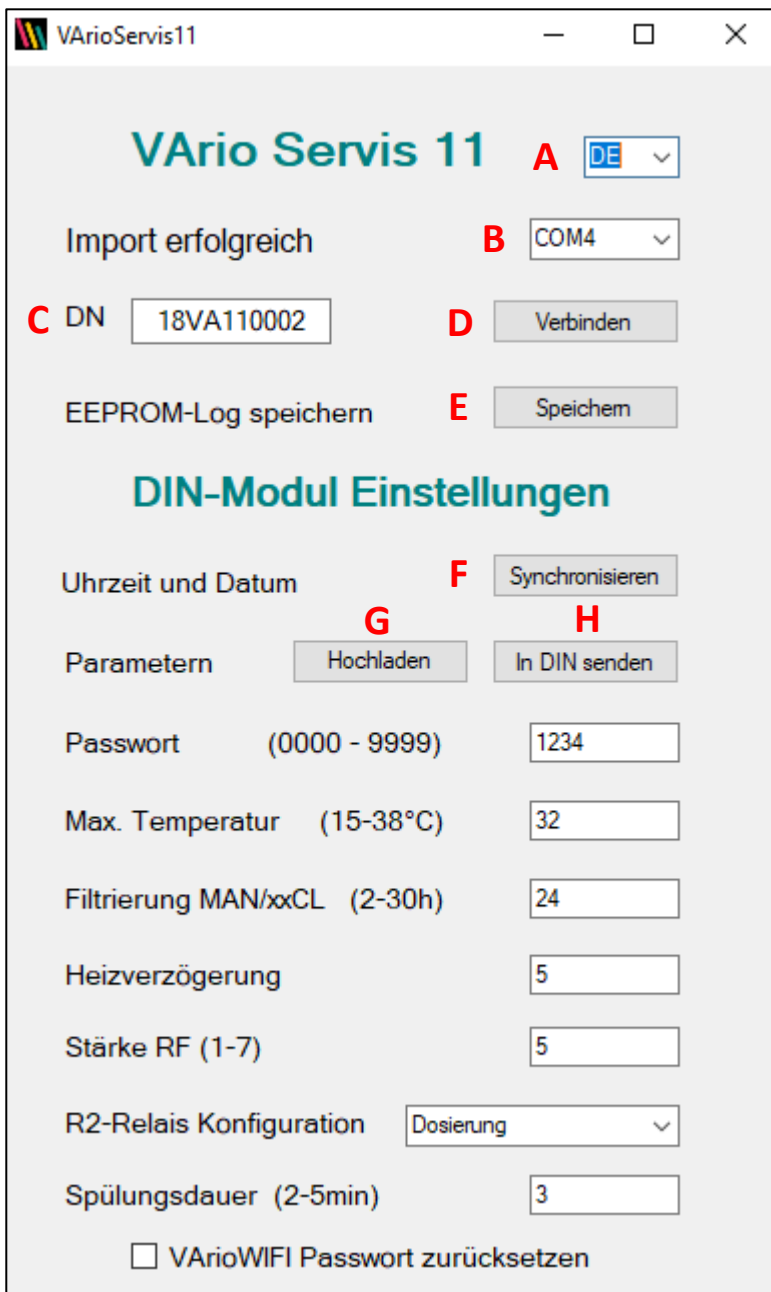 VArioServis11
VArio Servis 11 A DE
Import erfolgreich B COM4
C DN 18VA110002 D Verbinden
EEPROM-Log speichern E Speichern
DIN-Modul Einstellungen
Uhrzeit und Datum F Synchronisieren
G H
Parametern Hochladen In DIN senden
Passwort (0000 - 9999) 1234
Max. Temperatur (15-38°C) 32
Filtrierung MAN/xxCL (2-30h) 24
Heizverzögerung 5
Stärke RF (1-7) 5
R2-Relais Konfiguration Dosierung
Spülungsdauer (2-5min) 3
VArioWIFI Passwort zurücksetzen